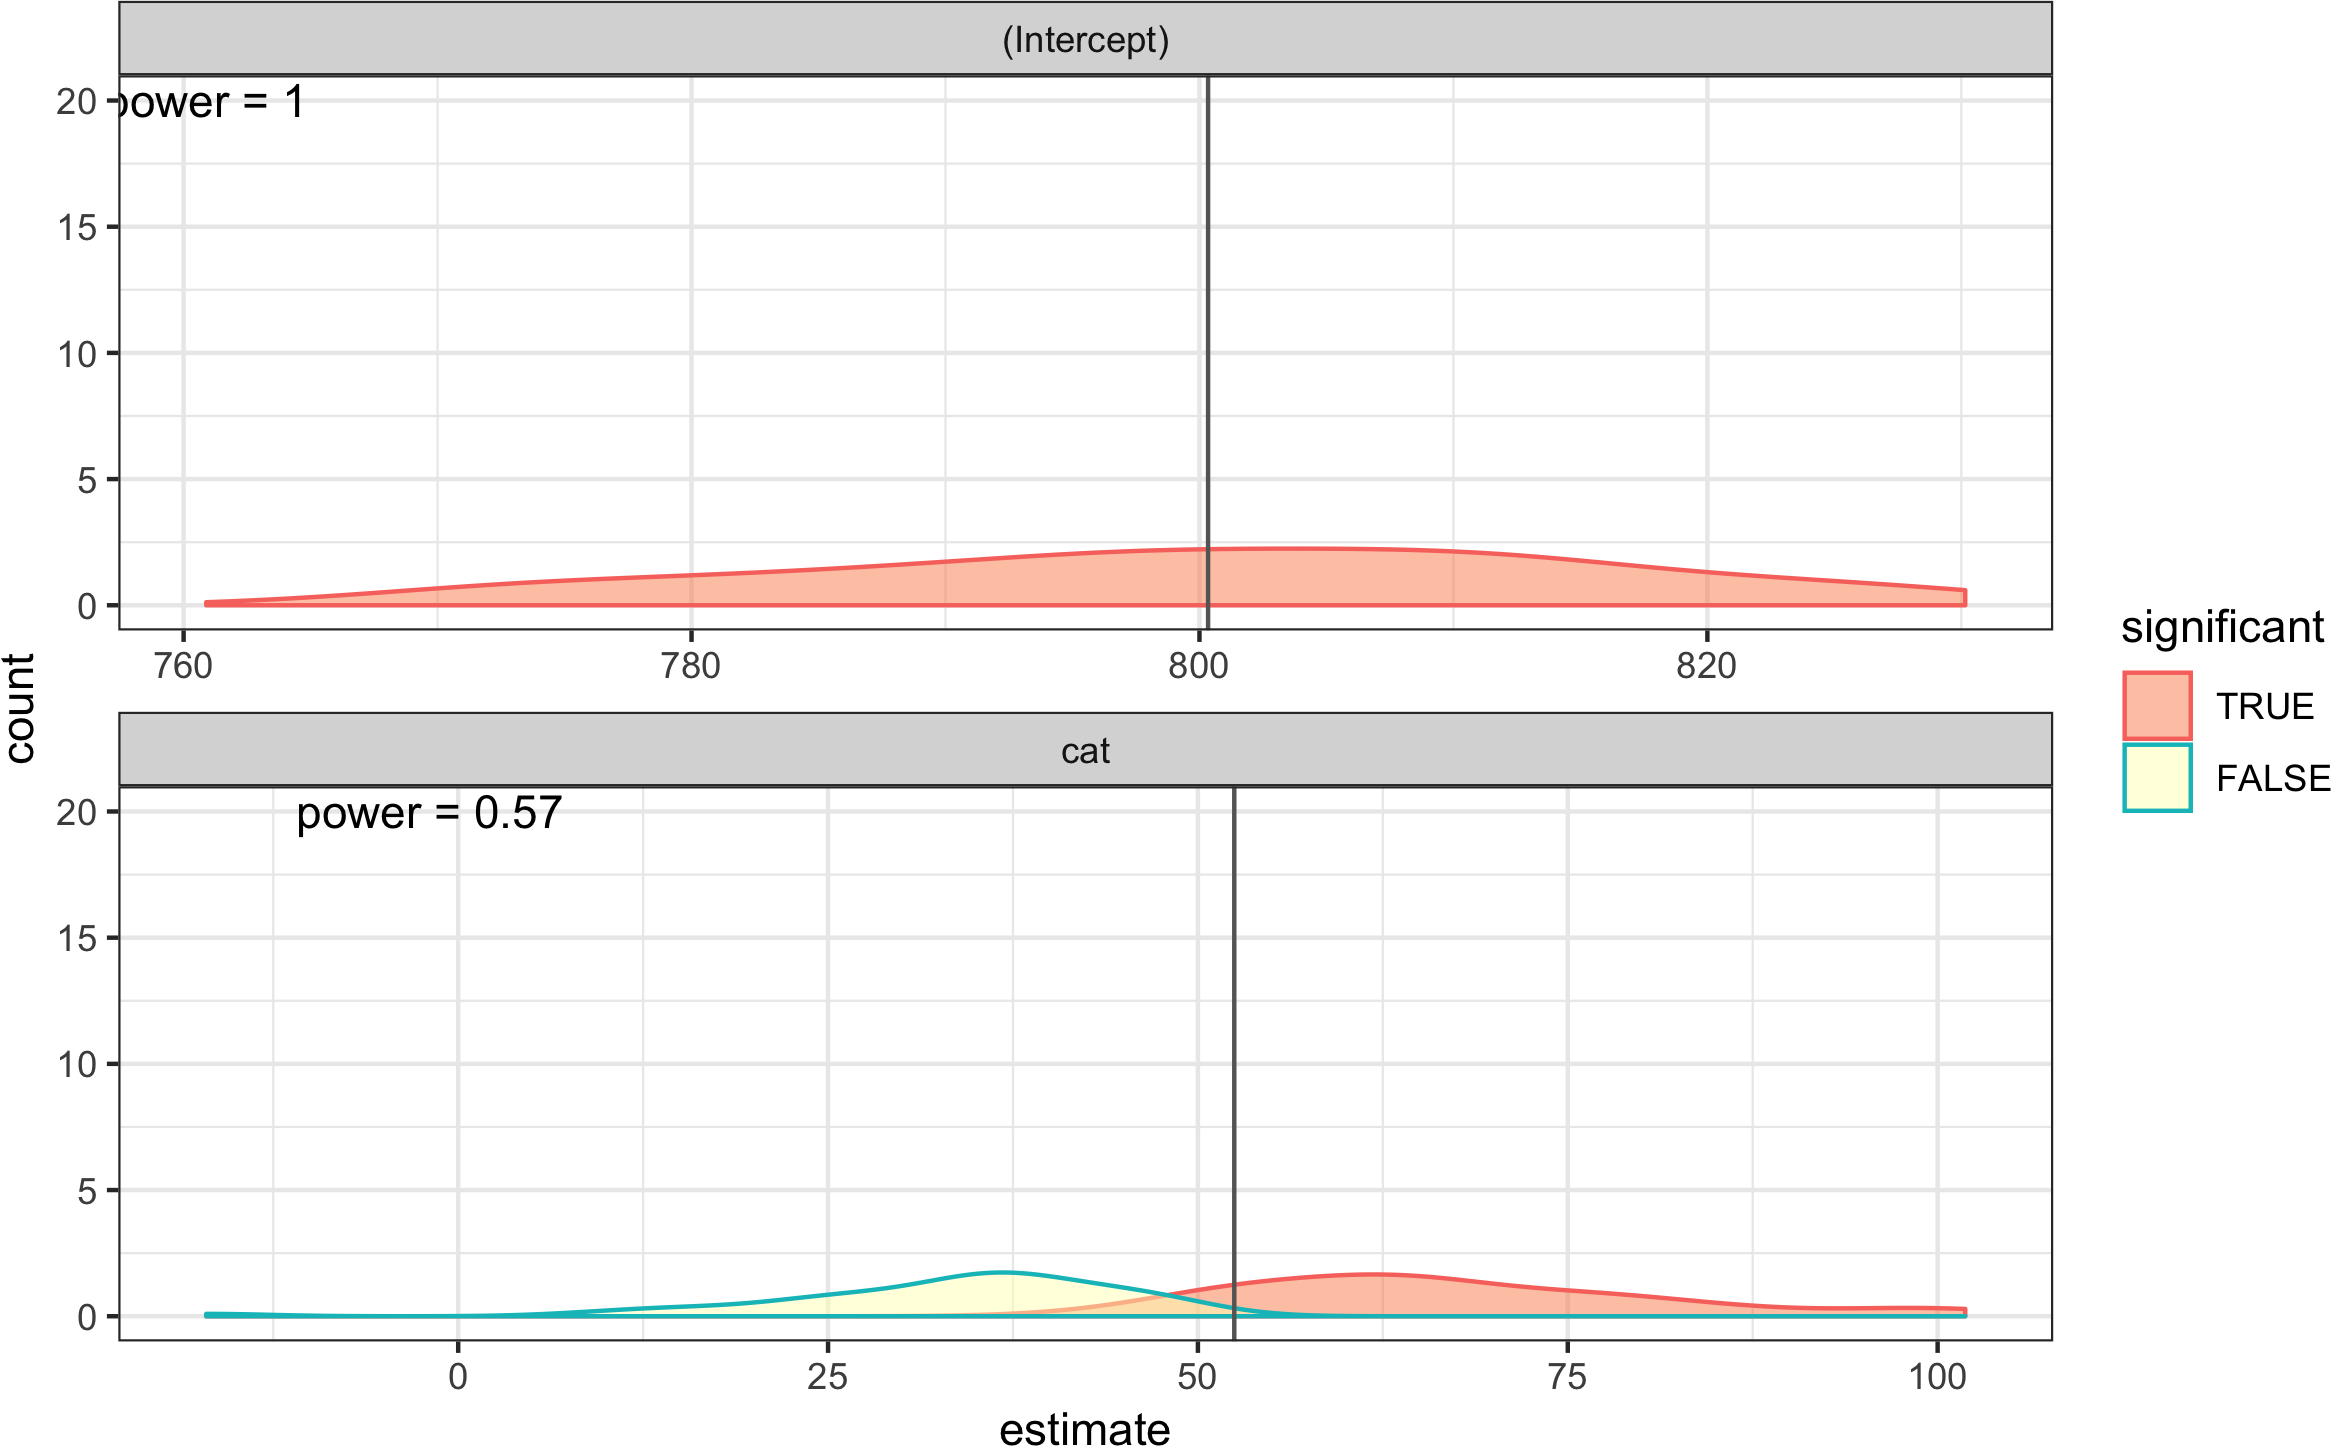 (Intercept)
power = 1
20
15
10
5
0
760 780 800 820
count
cat
power = 0.57
20
15
10
5
0
0 25 50 75 100
estimate
significant
TRUE
FALSE